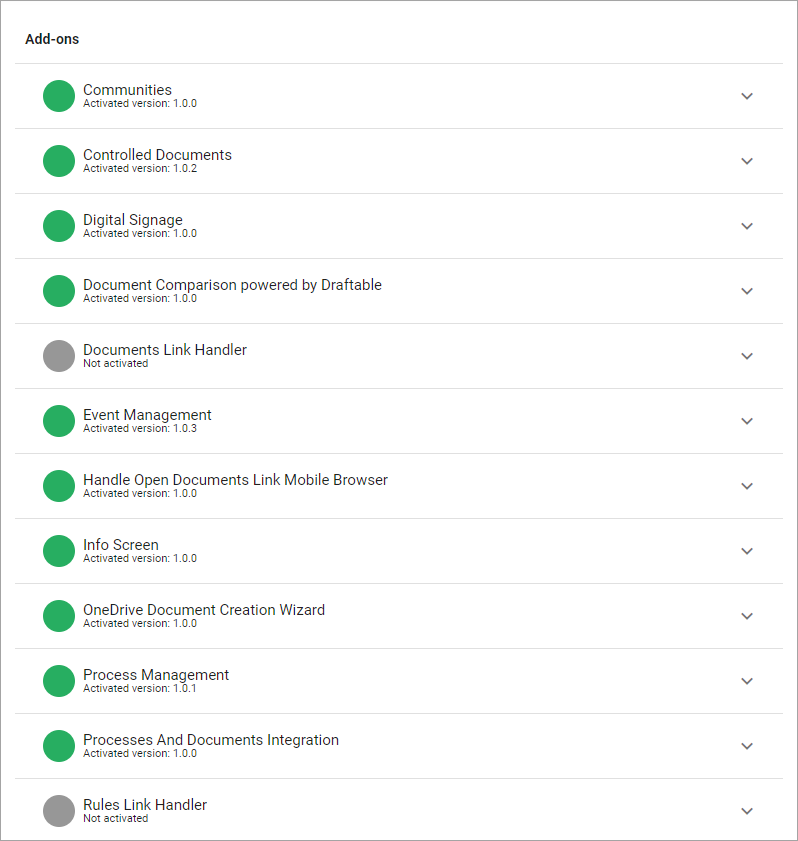 Add-ons
Communities
Activated version: 1.0.0
Controlled Documents
Activated version: 1.0.2
Digital Signage
Activated version: 1.0.0
Document Comparison powered by Draftable
Activated version: 1.0.0
Documents Link Handler
Not activated
Event Management
Activated version: 1.0.3
Handle Open Documents Link Mobile Browser
Activated version: 1.0.0
Info Screen
Activated version: 1.0.0
OneDrive Document Creation Wizard
Activated version: 1.0.0
Process Management
Activated version: 1.0.1
Processes And Documents Integration
Activated version: 1.0.0
Rules Link Handler
Not activated